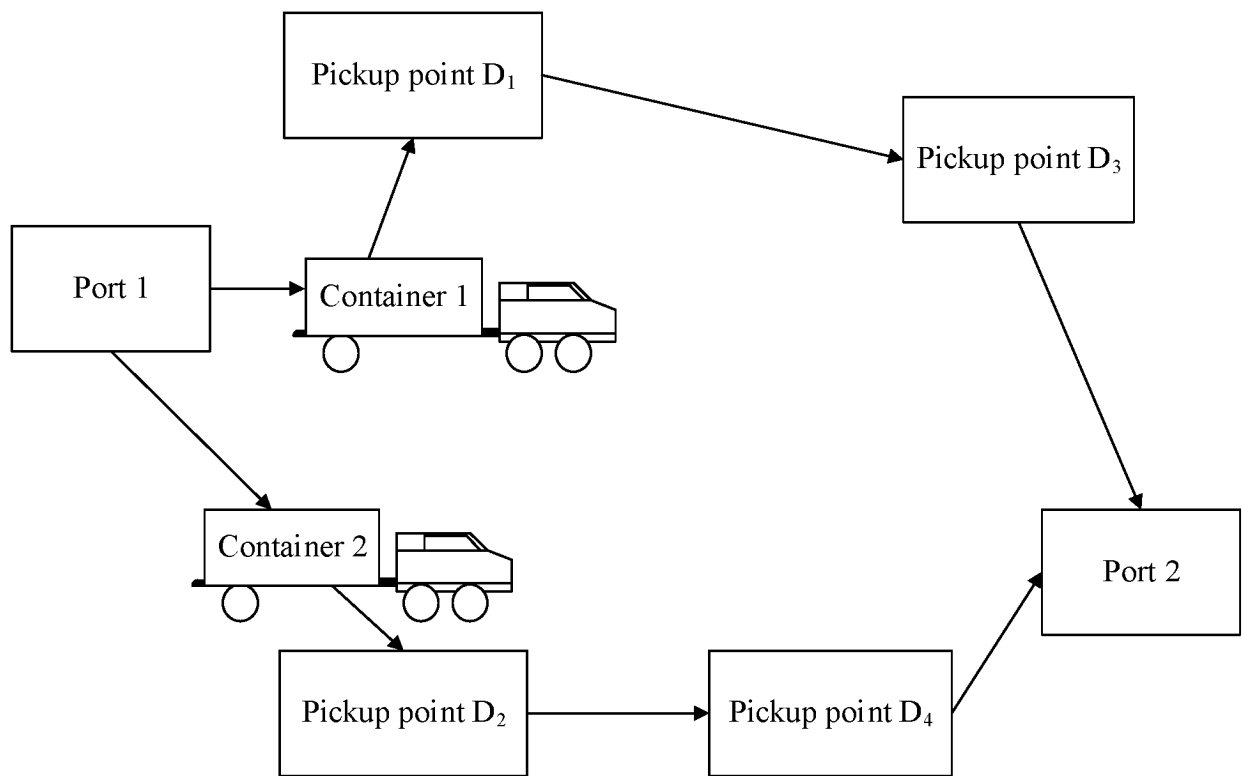 Pickup point D₁
Pickup point D₃
Port 1
Container 1
Container 2
Port 2
Pickup point D₂
Pickup point D₄